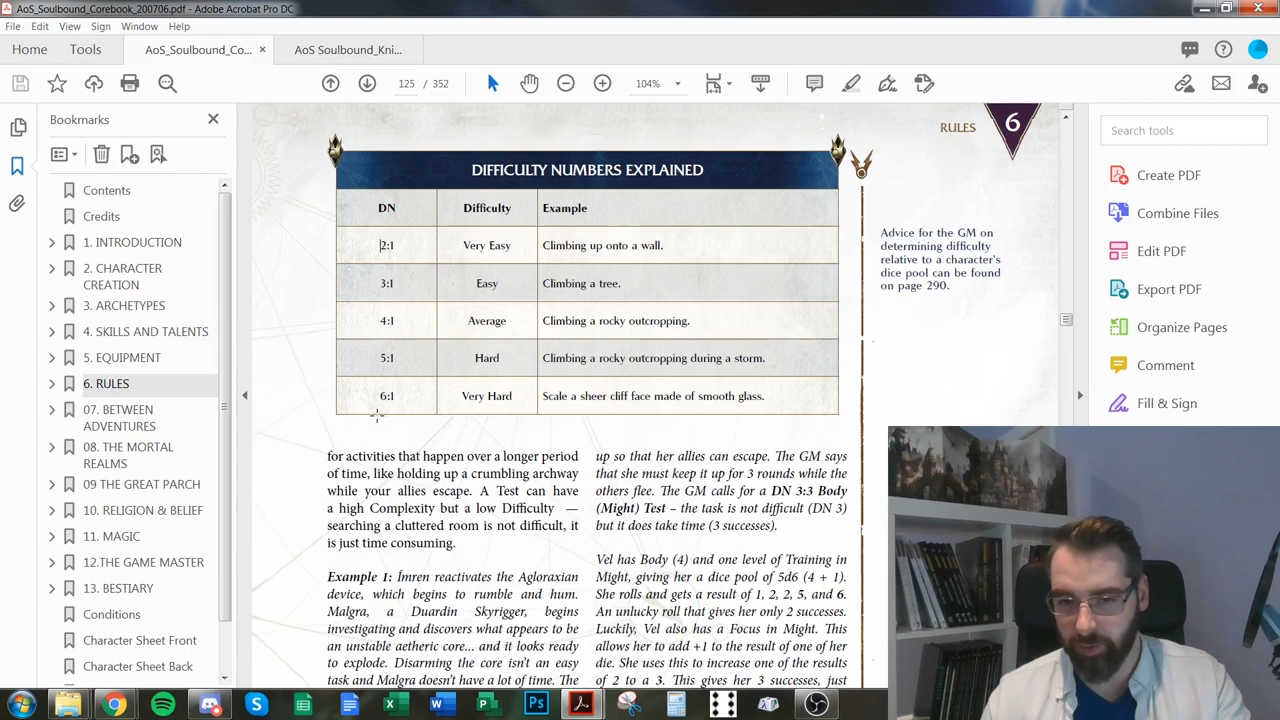 AoS_Soulbound_Corebook_200706.pdf - Adobe Acrobat Pro DC
File Edit View Sign Window Help
Home Tools AoS_Soulbound_Co... × AoS Soulbound_Kni...
125 / 352 104%
Bookmarks
Contents
Credits
1. INTRODUCTION
2. CHARACTER
CREATION
3. ARCHETYPES
4. SKILLS AND TALENTS
5. EQUIPMENT
6. RULES
07. BETWEEN
ADVENTURES
08. THE MORTAL
REALMS
09 THE GREAT PARCH
10. RELIGION & BELIEF
11. MAGIC
12.THE GAME MASTER
13. BESTIARY
Conditions
Character Sheet Front
Character Sheet Back
RULES 6
DIFFICULTY NUMBERS EXPLAINED
DN Difficulty Example
2:1 Very Easy Climbing up onto a wall.
3:1 Easy Climbing a tree.
4:1 Average Climbing a rocky outcropping.
5:1 Hard Climbing a rocky outcropping during a storm.
6:1 Very Hard Scale a sheer cliff face made of smooth glass.
Advice for the GM on
determining difficulty
relative to a character's
dice pool can be found
on page 290.
for activities that happen over a longer period
of time, like holding up a crumbling archway
while your allies escape. A Test can have
a high Complexity but a low Difficulty —
searching a cluttered room is not difficult, it
is just time consuming.
Example 1: Ímren reactivates the Agloraxian
device, which begins to rumble and hum.
Malgra, a Duardin Skyrigger, begins
investigating and discovers what appears to be
an unstable aetheric core... and it looks ready
to explode. Disarming the core isn't an easy
task and Malgra doesn't have a lot of time. The
up so that her allies can escape. The GM says
that she must keep it up for 3 rounds while the
others flee. The GM calls for a DN 3:3 Body
(Might) Test – the task is not difficult (DN 3)
but it does take time (3 successes).
Vel has Body (4) and one level of Training in
Might, giving her a dice pool of 5d6 (4 + 1).
She rolls and gets a result of 1, 2, 2, 5, and 6.
An unlucky roll that gives her only 2 successes.
Luckily, Vel also has a Focus in Might. This
allows her to add +1 to the result of one of her
die. She uses this to increase one of the results
of 2 to a 3. This gives her 3 successes, just
Search tools
Create PDF
Combine Files
Edit PDF
Export PDF
Organize Pages
Comment
Fill & Sign